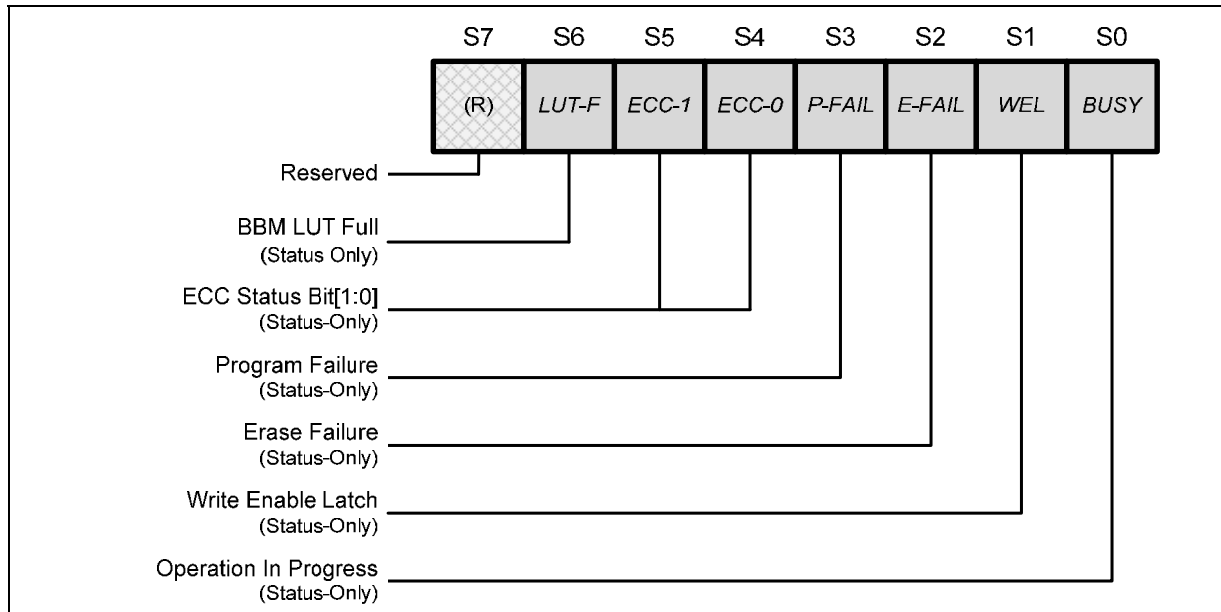 S7 S6 S5 S4 S3 S2 S1 S0
(R) LUT-F ECC-1 ECC-0 P-FAIL E-FAIL WEL BUSY
Reserved
BBM LUT Full
(Status Only)
ECC Status Bit[1:0]
(Status-Only)
Program Failure
(Status-Only)
Erase Failure
(Status-Only)
Write Enable Latch
(Status-Only)
Operation In Progress
(Status-Only)